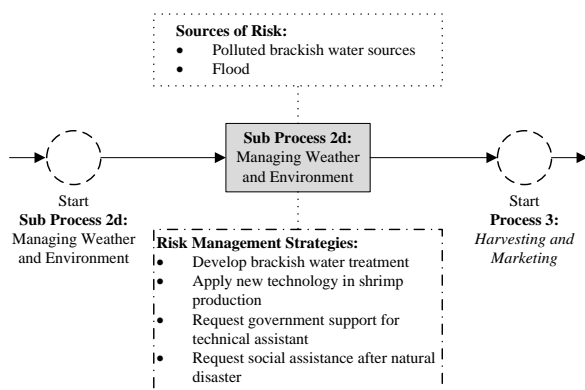 Sources of Risk:
• Polluted brackish water sources
• Flood
Sub Process 2d:
Managing Weather
and Environment
Start
Sub Process 2d:
Managing Weather
and Environment
Start
Process 3:
Harvesting and
Marketing
Risk Management Strategies:
• Develop brackish water treatment
• Apply new technology in shrimp
production
• Request government support for
technical assistant
• Request social assistance after natural
disaster